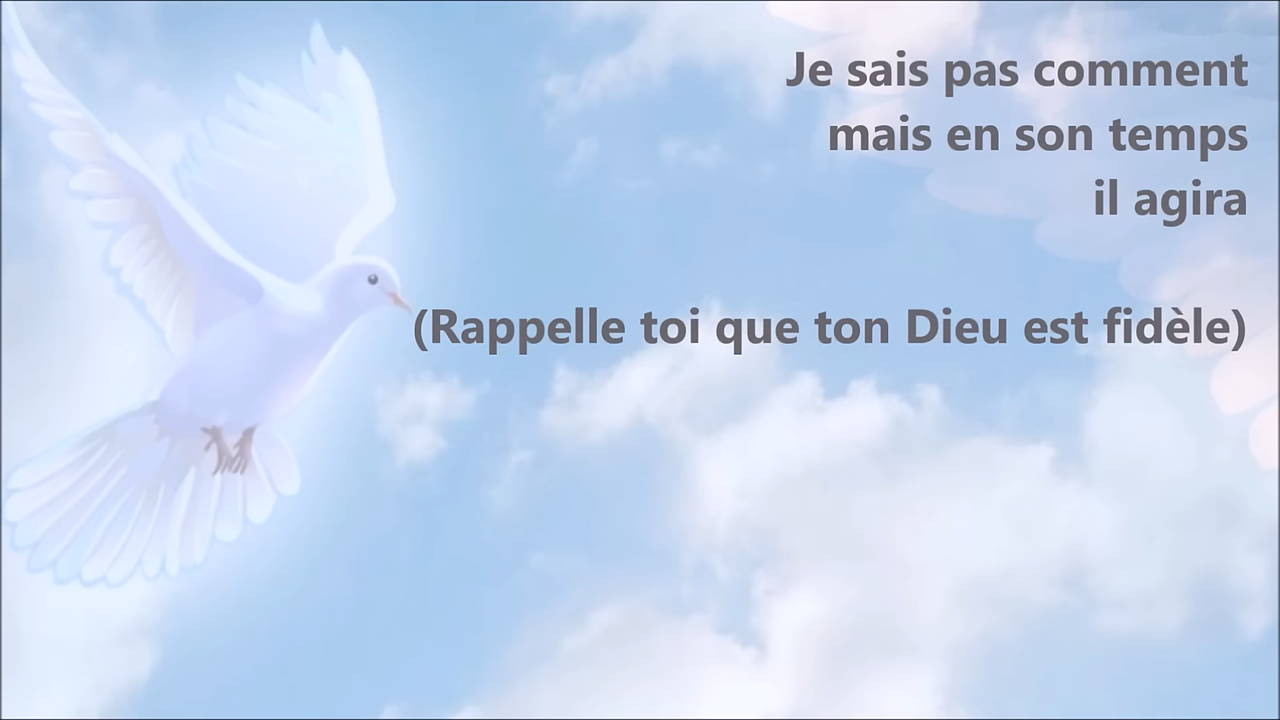 Je sais pas comment
mais en son temps
il agira
(Rappelle toi que ton Dieu est fidèle)